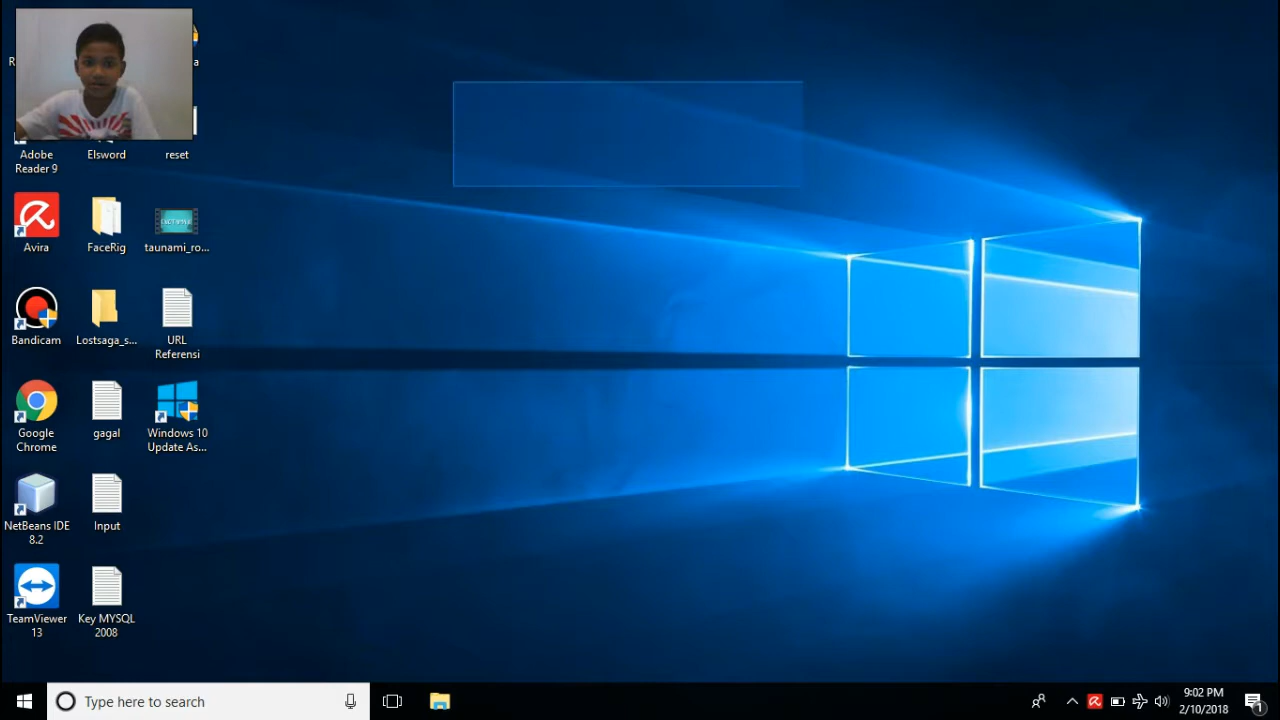 Adobe
Reader 9
Elsword
reset
Avira
FaceRig
taunami_ro...
Bandicam
Lostsaga_s...
URL
Referensi
Google
Chrome
gagal
Windows 10
Update As...
NetBeans IDE
8.2
Input
TeamViewer
13
Key MYSQL
2008
Type here to search
9:02 PM
2/10/2018
1